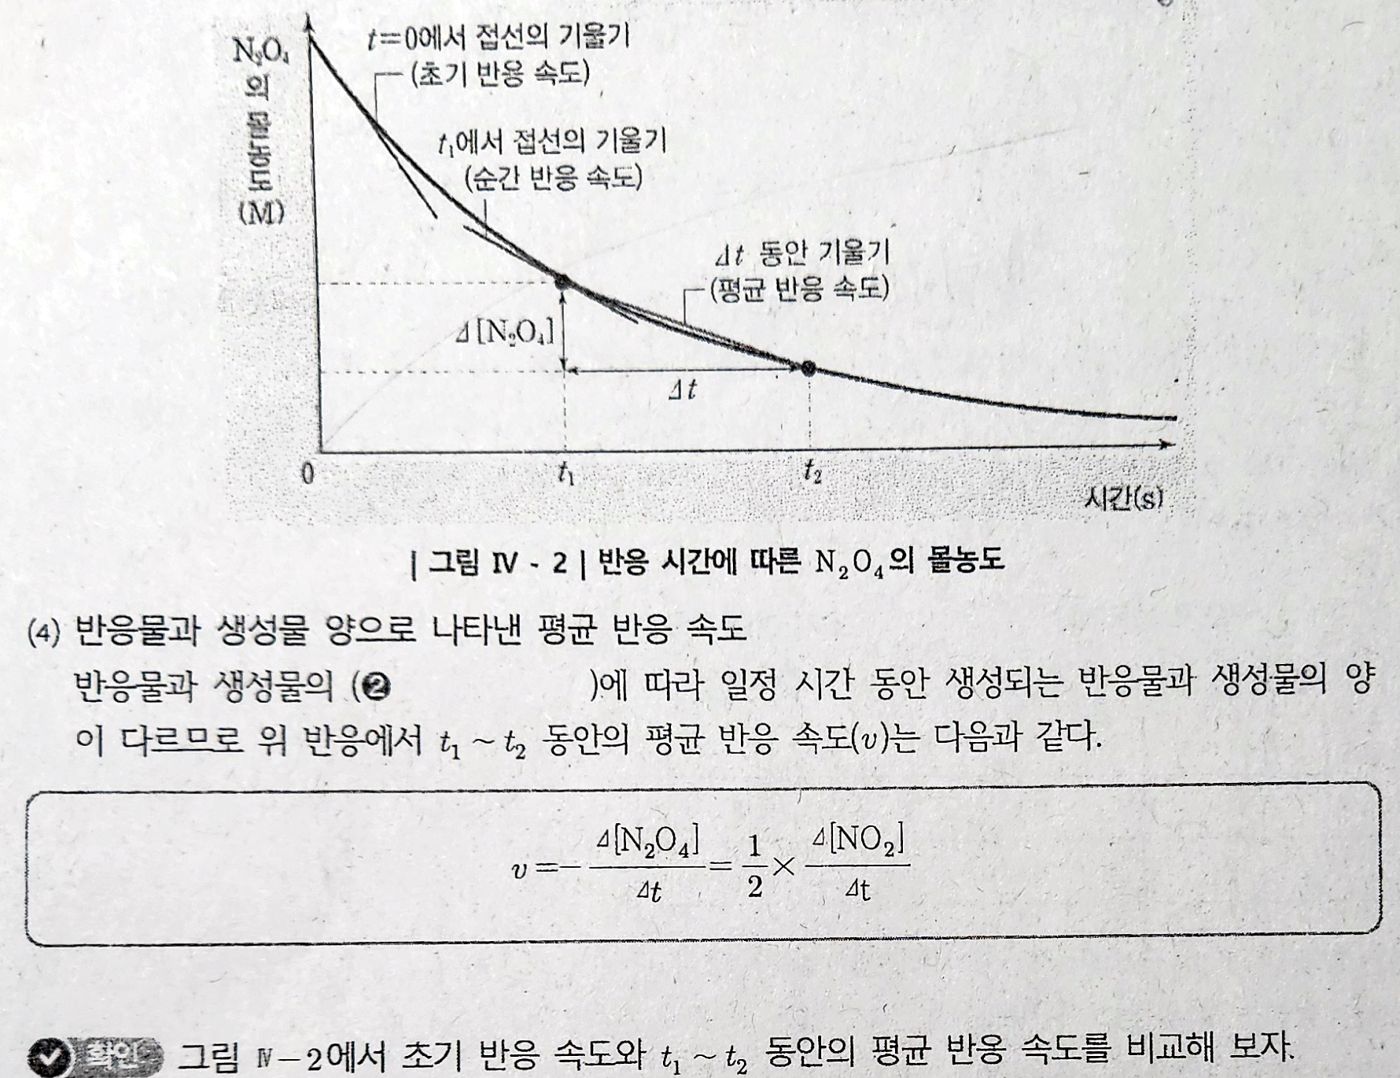 N₂O₄의 몰농도(M)
t=0에서 접선의 기울기
(초기 반응 속도)
t₁에서 접선의 기울기
(순간 반응 속도)
Δt 동안 기울기
(평균 반응 속도)
Δ[N₂O₄]
Δt
0
t₁
t₂
시간(s)
| 그림 Ⅳ - 2 | 반응 시간에 따른 N₂O₄의 몰농도
(4) 반응물과 생성물 양으로 나타낸 평균 반응 속도
반응물과 생성물의 (❷ )에 따라 일정 시간 동안 생성되는 반응물과 생성물의 양
이 다르므로 위 반응에서 t₁ ~ t₂ 동안의 평균 반응 속도(v)는 다음과 같다.
v=-Δ[N₂O₄]/Δt=1/2×Δ[NO₂]/Δt
확인 그림 Ⅳ-2에서 초기 반응 속도와 t₁ ~ t₂ 동안의 평균 반응 속도를 비교해 보자.